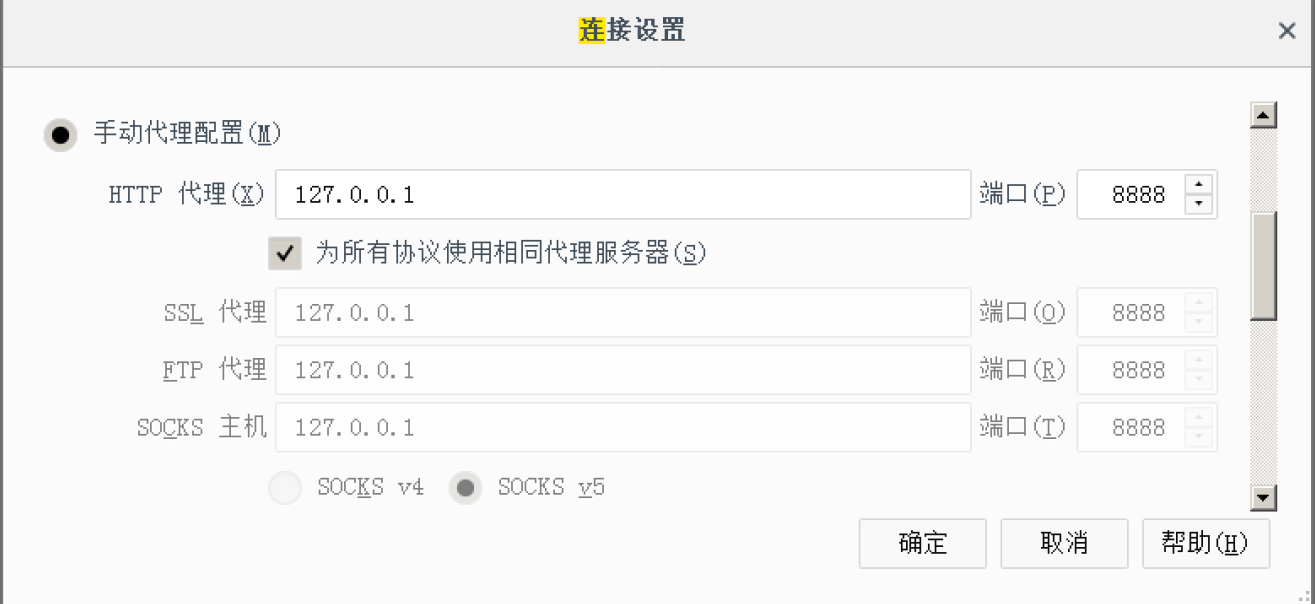 连接设置
手动代理配置(M)
HTTP 代理(X) 127.0.0.1 端口(P) 8888
为所有协议使用相同代理服务器(S)
SSL 代理 127.0.0.1 端口(O) 8888
FTP 代理 127.0.0.1 端口(R) 8888
SOCKS 主机 127.0.0.1 端口(T) 8888
SOCKS v4 SOCKS v5
确定 取消 帮助(H)